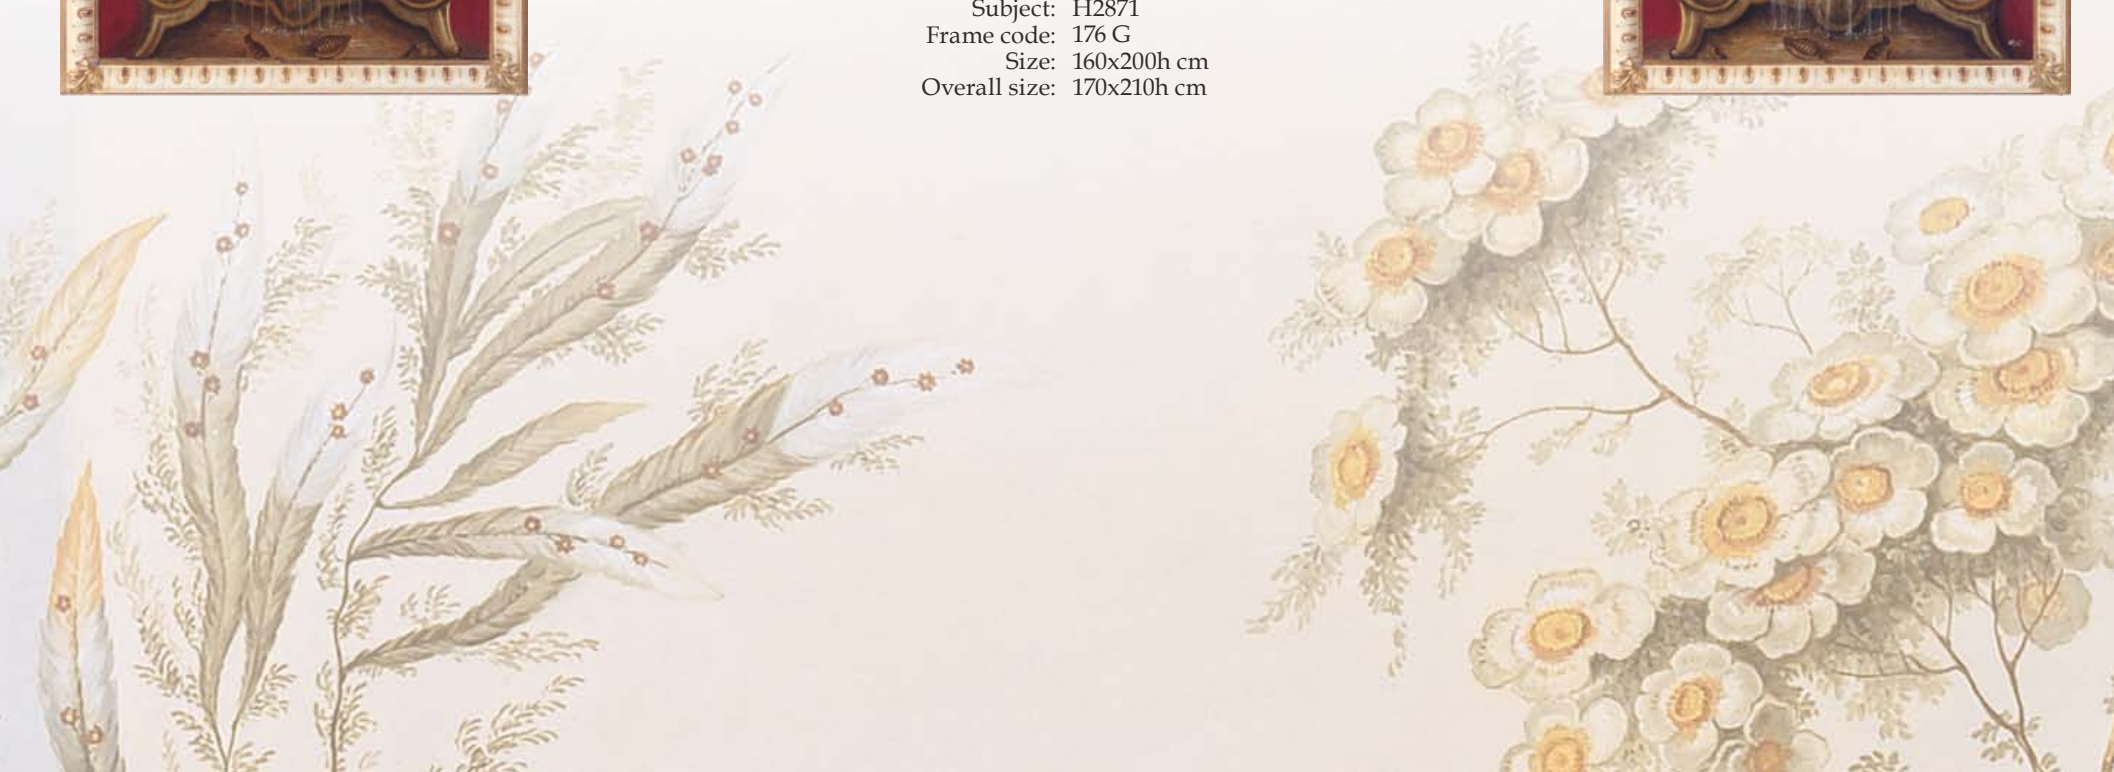 Subject: H2871
Frame code: 176 G
Size: 160x200h cm
Overall size: 170x210h cm